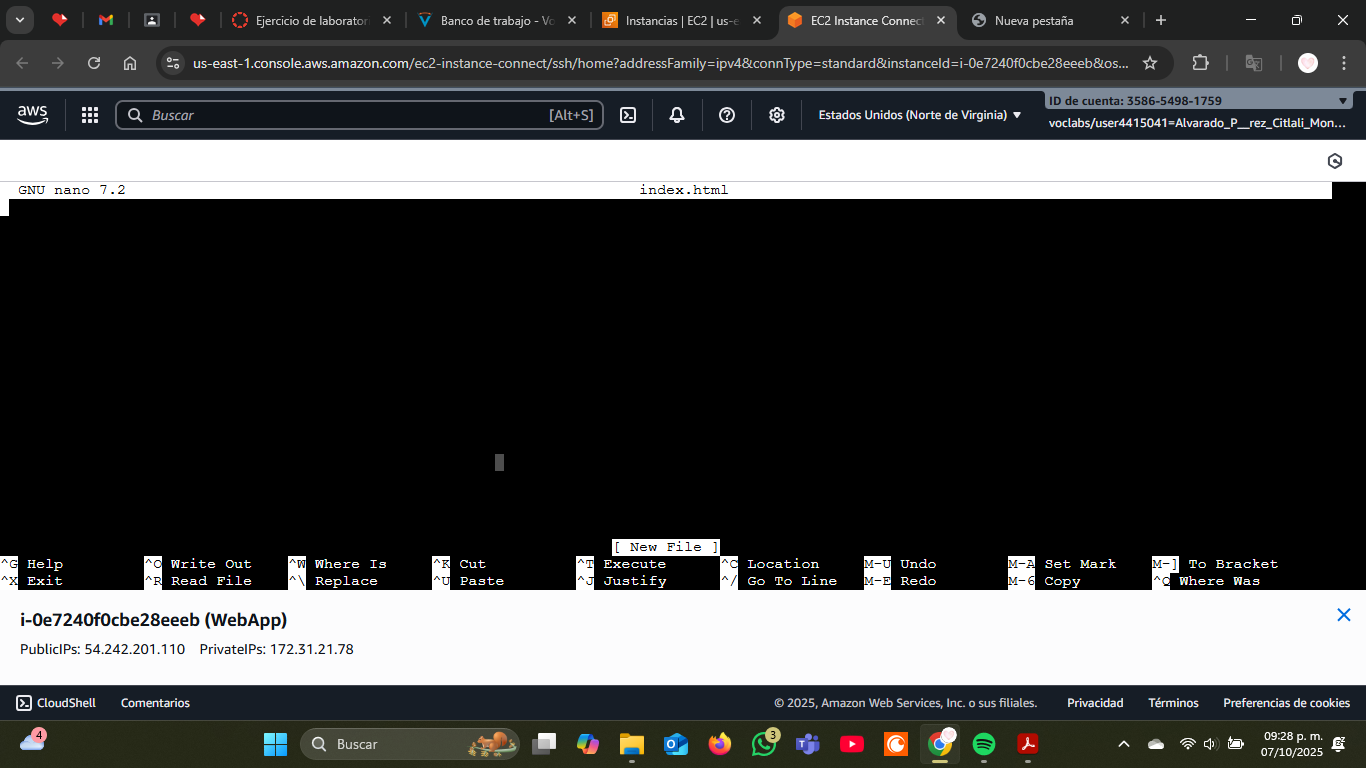 Ejercicio de laboratori
Banco de trabajo - Vo
Instancias | EC2 | us-e
EC2 Instance Connect
Nueva pestaña
us-east-1.console.aws.amazon.com/ec2-instance-connect/ssh/home?addressFamily=ipv4&connType=standard&instanceId=i-0e7240f0cbe28eeeb&os...
aws
Buscar
[Alt+S]
Estados Unidos (Norte de Virginia)
ID de cuenta: 3586-5498-1759
voclabs/user4415041=Alvarado_P__rez_Citlali_Mon...
GNU nano 7.2 index.html
[ New File ]
^G Help ^O Write Out ^W Where Is ^K Cut ^T Execute ^C Location M-U Undo M-A Set Mark M-] To Bracket
^X Exit ^R Read File ^\ Replace ^U Paste ^J Justify ^/ Go To Line M-E Redo M-6 Copy ^Q Where Was
i-0e7240f0cbe28eeeb (WebApp)
PublicIPs: 54.242.201.110 PrivateIPs: 172.31.21.78
CloudShell Comentarios © 2025, Amazon Web Services, Inc. o sus filiales. Privacidad Términos Preferencias de cookies
4
Buscar
3
09:28 p. m.
07/10/2025